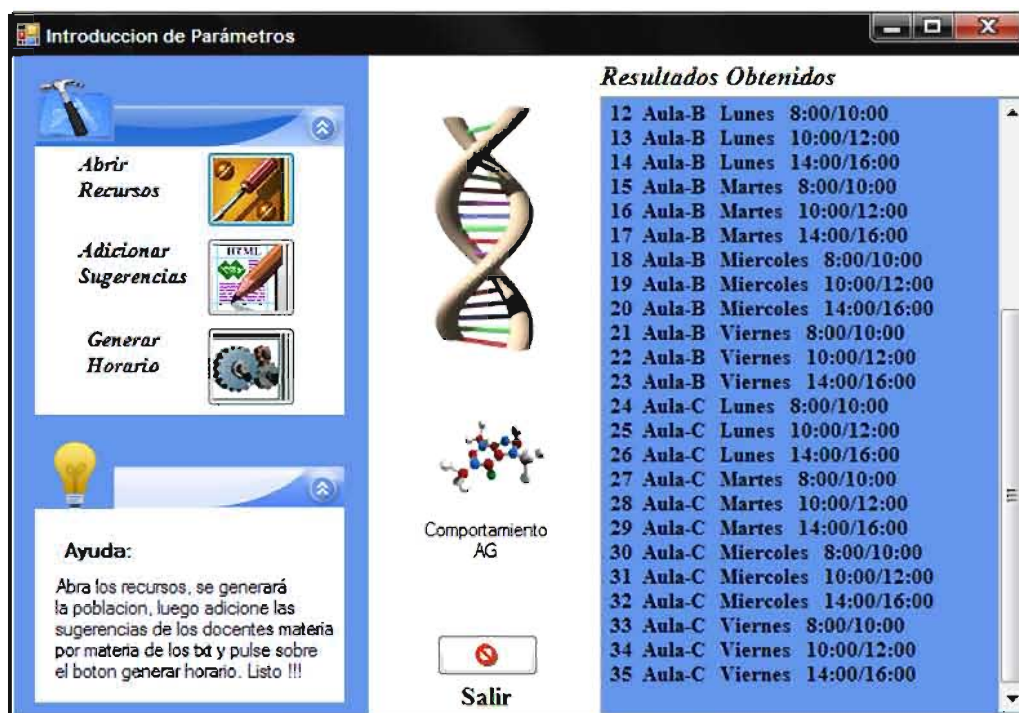 Introduccion de Parámetros
Abrir
Recursos
Adicionar
Sugerencias
HTML
Generar
Horario
Ayuda:
Abra los recursos, se generará
la poblacion, luego adicione las
sugerencias de los docentes materia
por materia de los txt y pulse sobre
el boton generar horario. Listo !!!
Comportamiento
AG
Salir
Resultados Obtenidos
12 Aula-B Lunes 8:00/10:00
13 Aula-B Lunes 10:00/12:00
14 Aula-B Lunes 14:00/16:00
15 Aula-B Martes 8:00/10:00
16 Aula-B Martes 10:00/12:00
17 Aula-B Martes 14:00/16:00
18 Aula-B Miercoles 8:00/10:00
19 Aula-B Miercoles 10:00/12:00
20 Aula-B Miercoles 14:00/16:00
21 Aula-B Viernes 8:00/10:00
22 Aula-B Viernes 10:00/12:00
23 Aula-B Viernes 14:00/16:00
24 Aula-C Lunes 8:00/10:00
25 Aula-C Lunes 10:00/12:00
26 Aula-C Lunes 14:00/16:00
27 Aula-C Martes 8:00/10:00
28 Aula-C Martes 10:00/12:00
29 Aula-C Martes 14:00/16:00
30 Aula-C Miercoles 8:00/10:00
31 Aula-C Miercoles 10:00/12:00
32 Aula-C Miercoles 14:00/16:00
33 Aula-C Viernes 8:00/10:00
34 Aula-C Viernes 10:00/12:00
35 Aula-C Viernes 14:00/16:00